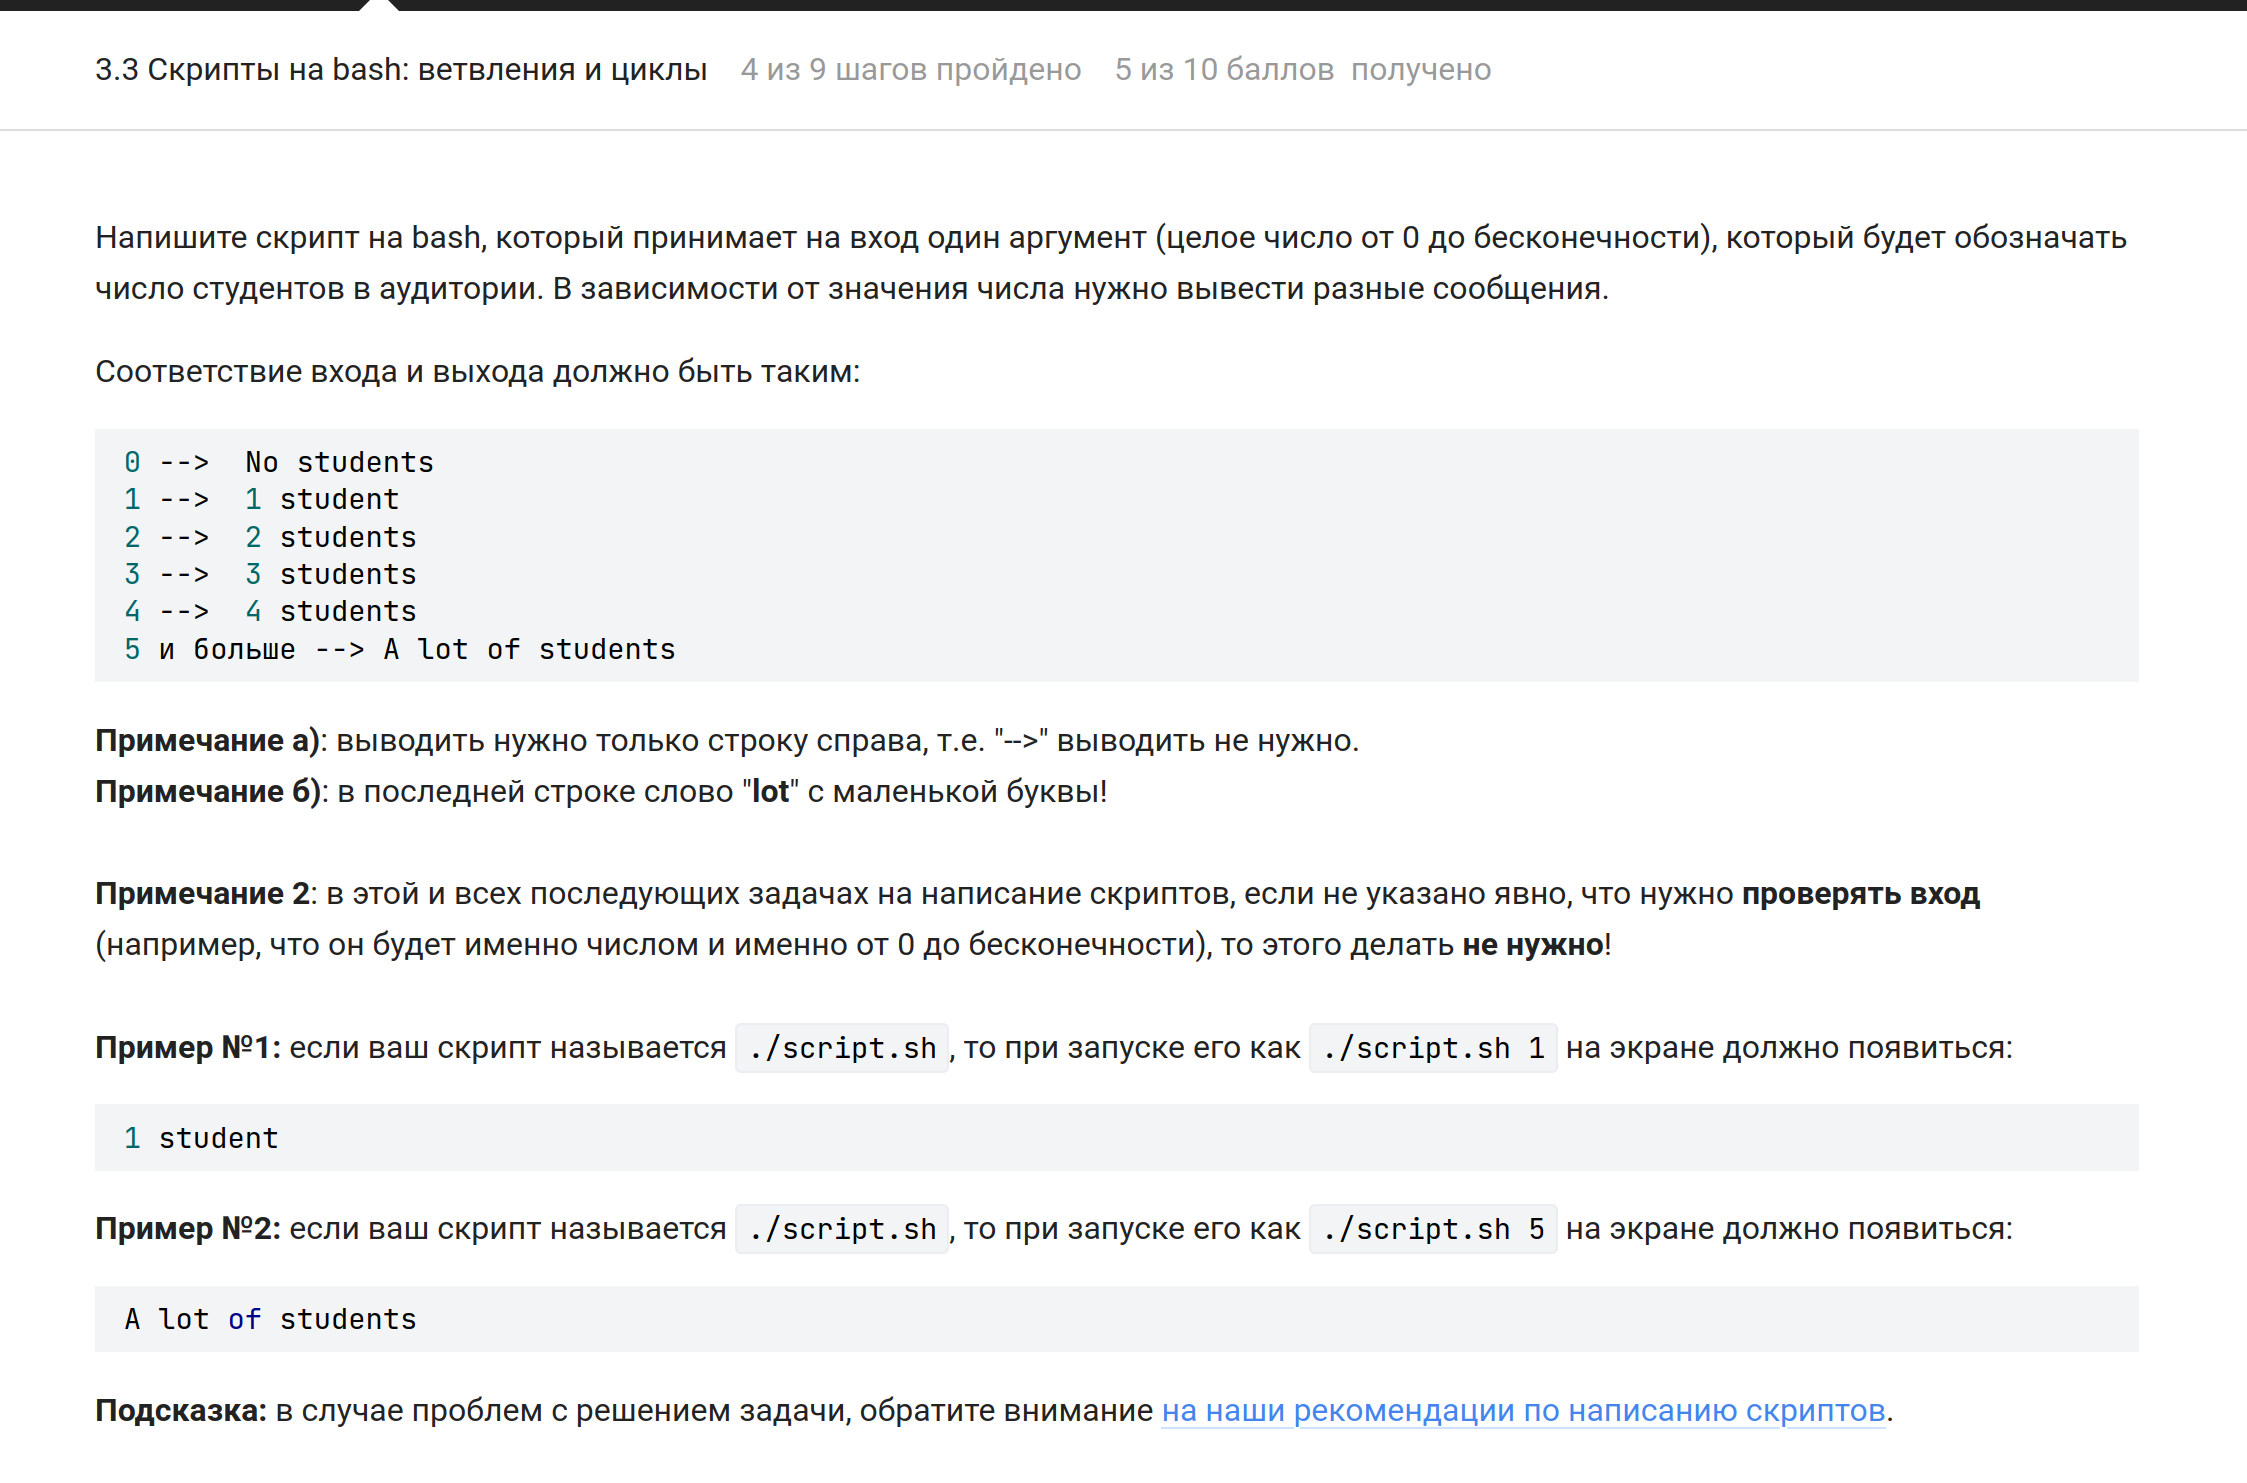 3.3 Скрипты на bash: ветвления и циклы 4 из 9 шагов пройдено 5 из 10 баллов получено
Напишите скрипт на bash, который принимает на вход один аргумент (целое число от 0 до бесконечности), который будет обозначать
число студентов в аудитории. В зависимости от значения числа нужно вывести разные сообщения.
Соответствие входа и выхода должно быть таким:
0 -->  No students
1 -->  1 student
2 -->  2 students
3 -->  3 students
4 -->  4 students
5 и больше --> A lot of students
Примечание а): выводить нужно только строку справа, т.е. "-->" выводить не нужно.
Примечание б): в последней строке слово "lot" с маленькой буквы!
Примечание 2: в этой и всех последующих задачах на написание скриптов, если не указано явно, что нужно проверять вход
(например, что он будет именно числом и именно от 0 до бесконечности), то этого делать не нужно!
Пример №1: если ваш скрипт называется ./script.sh, то при запуске его как ./script.sh 1 на экране должно появиться:
1 student
Пример №2: если ваш скрипт называется ./script.sh, то при запуске его как ./script.sh 5 на экране должно появиться:
A lot of students
Подсказка: в случае проблем с решением задачи, обратите внимание на наши рекомендации по написанию скриптов.